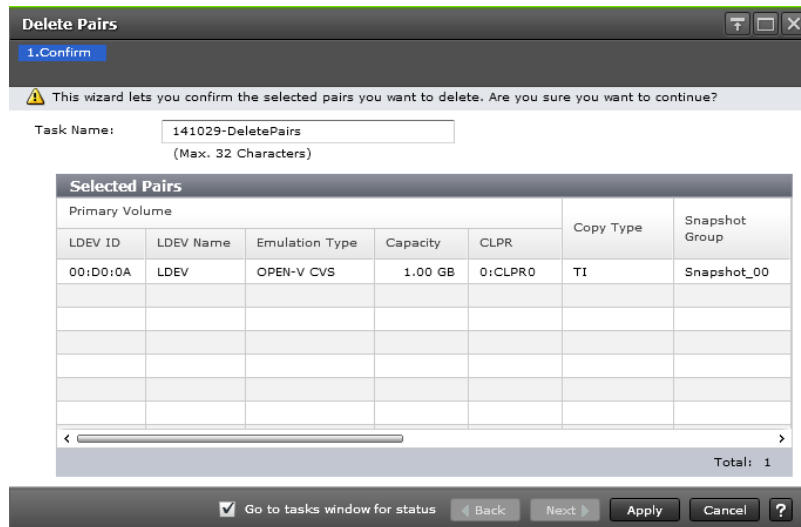 Delete Pairs
1.Confirm
This wizard lets you confirm the selected pairs you want to delete. Are you sure you want to continue?
Task Name: 141029-DeletePairs
(Max. 32 Characters)
Selected Pairs
Primary Volume Copy Type Snapshot Group
LDEV ID LDEV Name Emulation Type Capacity CLPR
00:D0:0A LDEV OPEN-V CVS 1.00 GB 0:CLPR0 TI Snapshot_00
Total: 1
Go to tasks window for status Back Next Apply Cancel ?